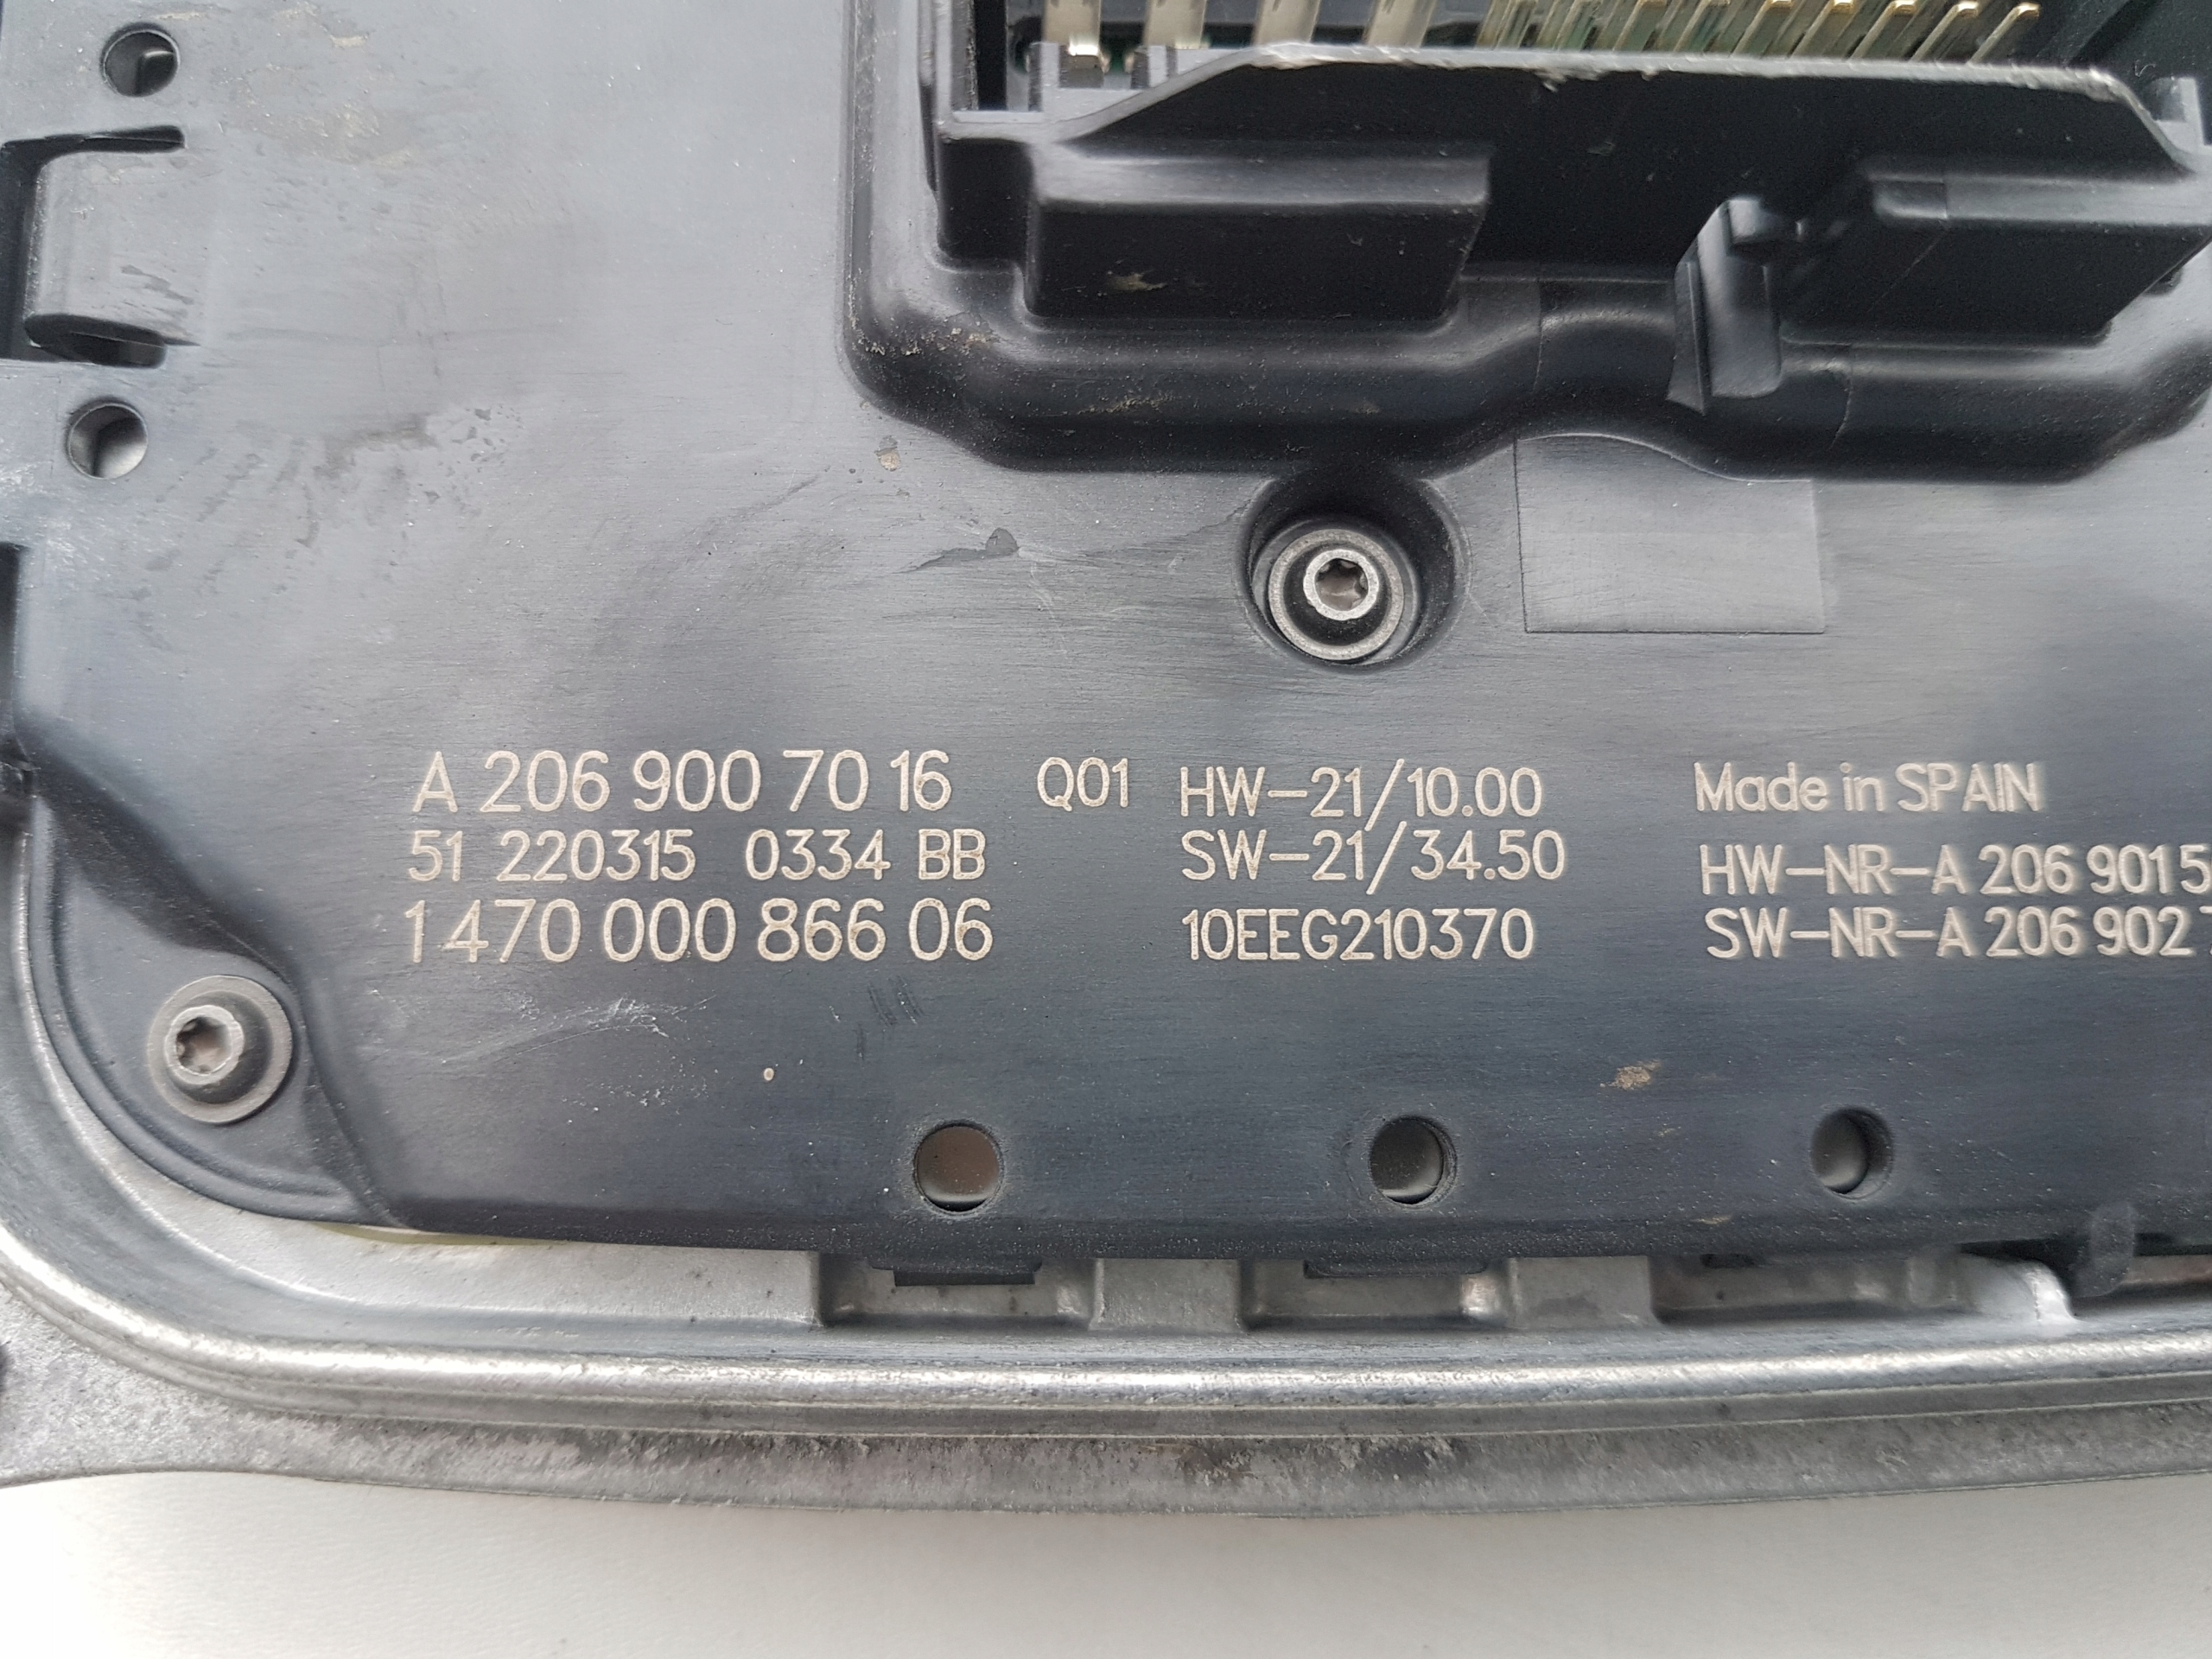 A 206 900 70 16 Q01 HW-21/10.00 Made in SPAIN
51 220315 0334 BB SW-21/34.50 HW-NR-A 206 901 5
1 470 000 866 06 10EEG210370 SW-NR-A 206 902